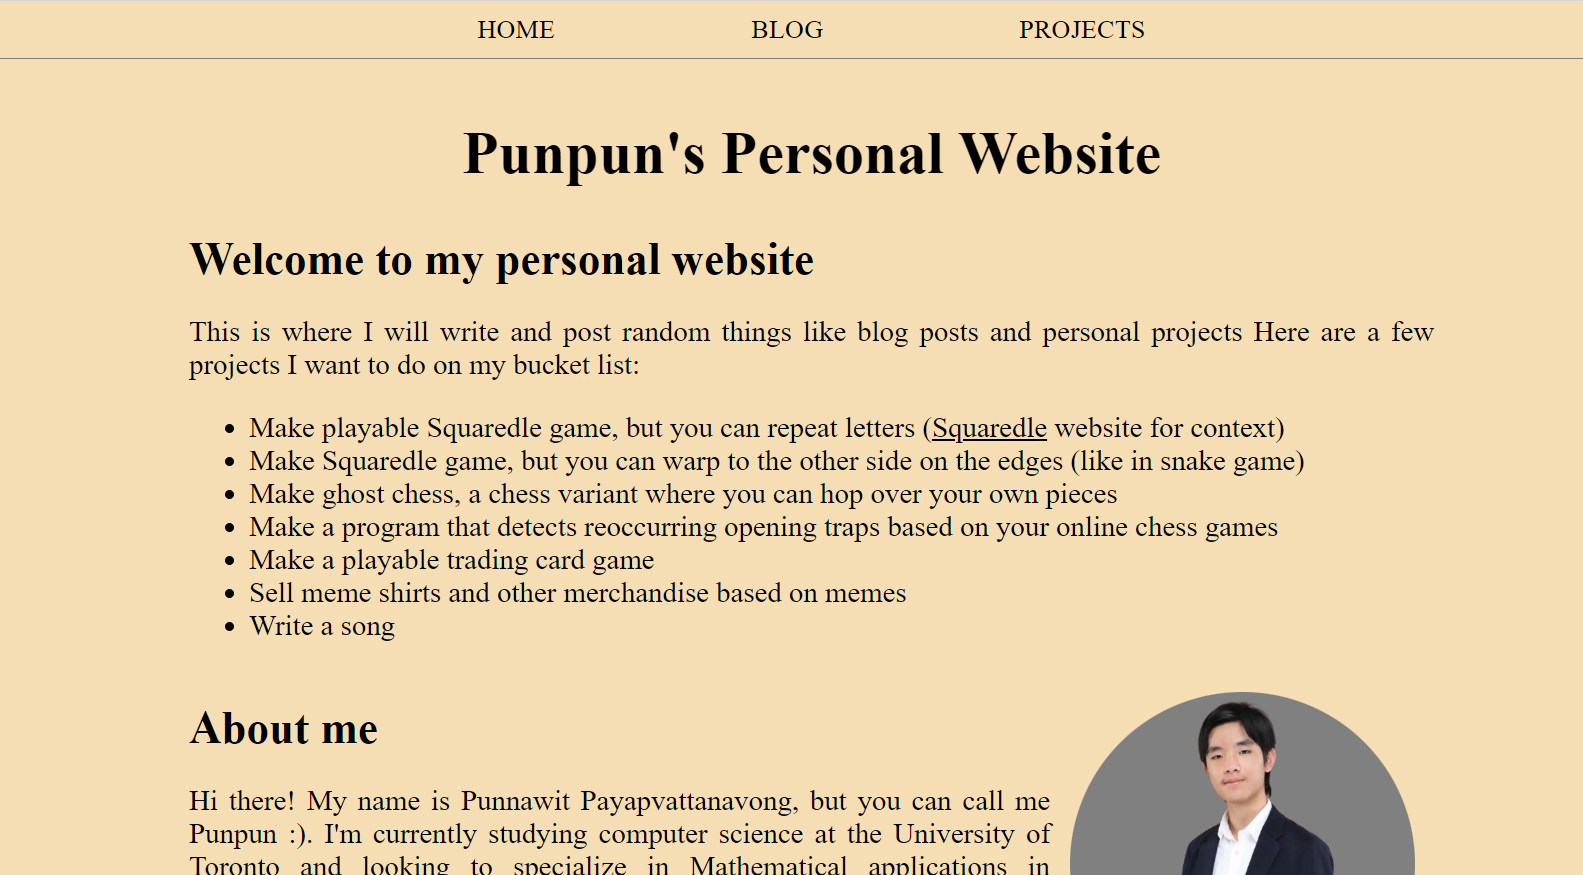 HOME BLOG PROJECTS
Punpun's Personal Website
Welcome to my personal website
This is where I will write and post random things like blog posts and personal projects Here are a few
projects I want to do on my bucket list:
• Make playable Squaredle game, but you can repeat letters (Squaredle website for context)
• Make Squaredle game, but you can warp to the other side on the edges (like in snake game)
• Make ghost chess, a chess variant where you can hop over your own pieces
• Make a program that detects reoccurring opening traps based on your online chess games
• Make a playable trading card game
• Sell meme shirts and other merchandise based on memes
• Write a song
About me
Hi there! My name is Punnawit Payapvattanavong, but you can call me
Punpun :). I'm currently studying computer science at the University of
Toronto and looking to specialize in Mathematical applications in